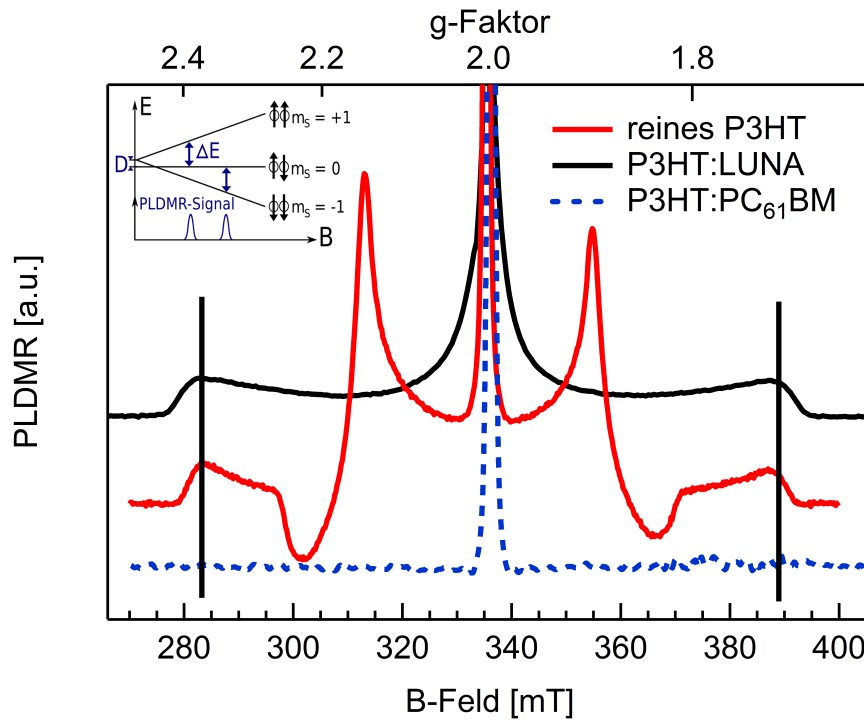 g-Faktor
2.4 2.2 2.0 1.8
E
m_S = +1
D
ΔE
m_S = 0
PLDMR-Signal
m_S = -1
B
reines P3HT
P3HT:LUNA
P3HT:PC₆₁BM
PLDMR [a.u.]
280 300 320 340 360 380 400
B-Feld [mT]